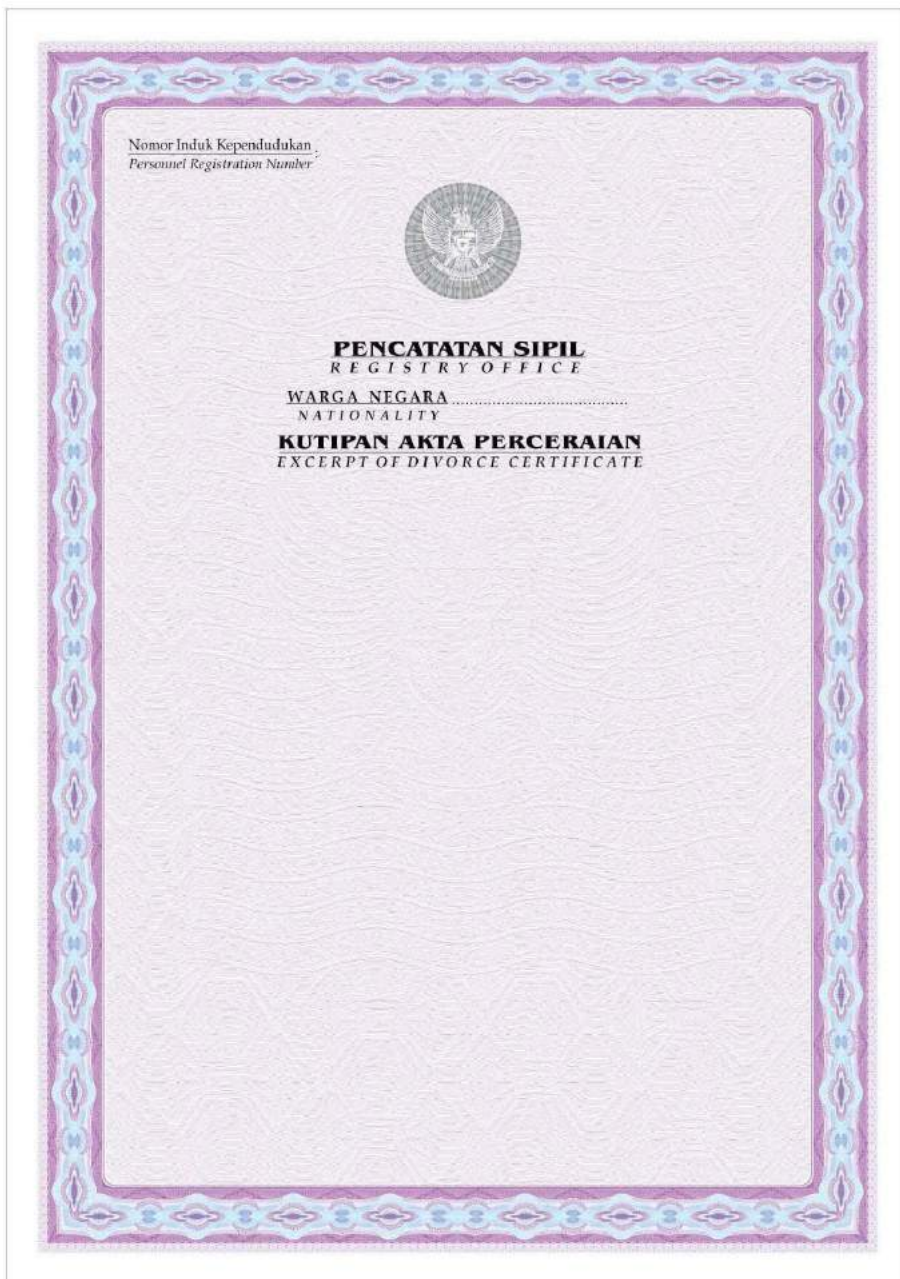 Nomor Induk Kependudukan :
Personnel Registration Number
PENCATATAN SIPIL
REGISTRY OFFICE
WARGA NEGARA ....................................
NATIONALITY
KUTIPAN AKTA PERCERAIAN
EXCERPT OF DIVORCE CERTIFICATE